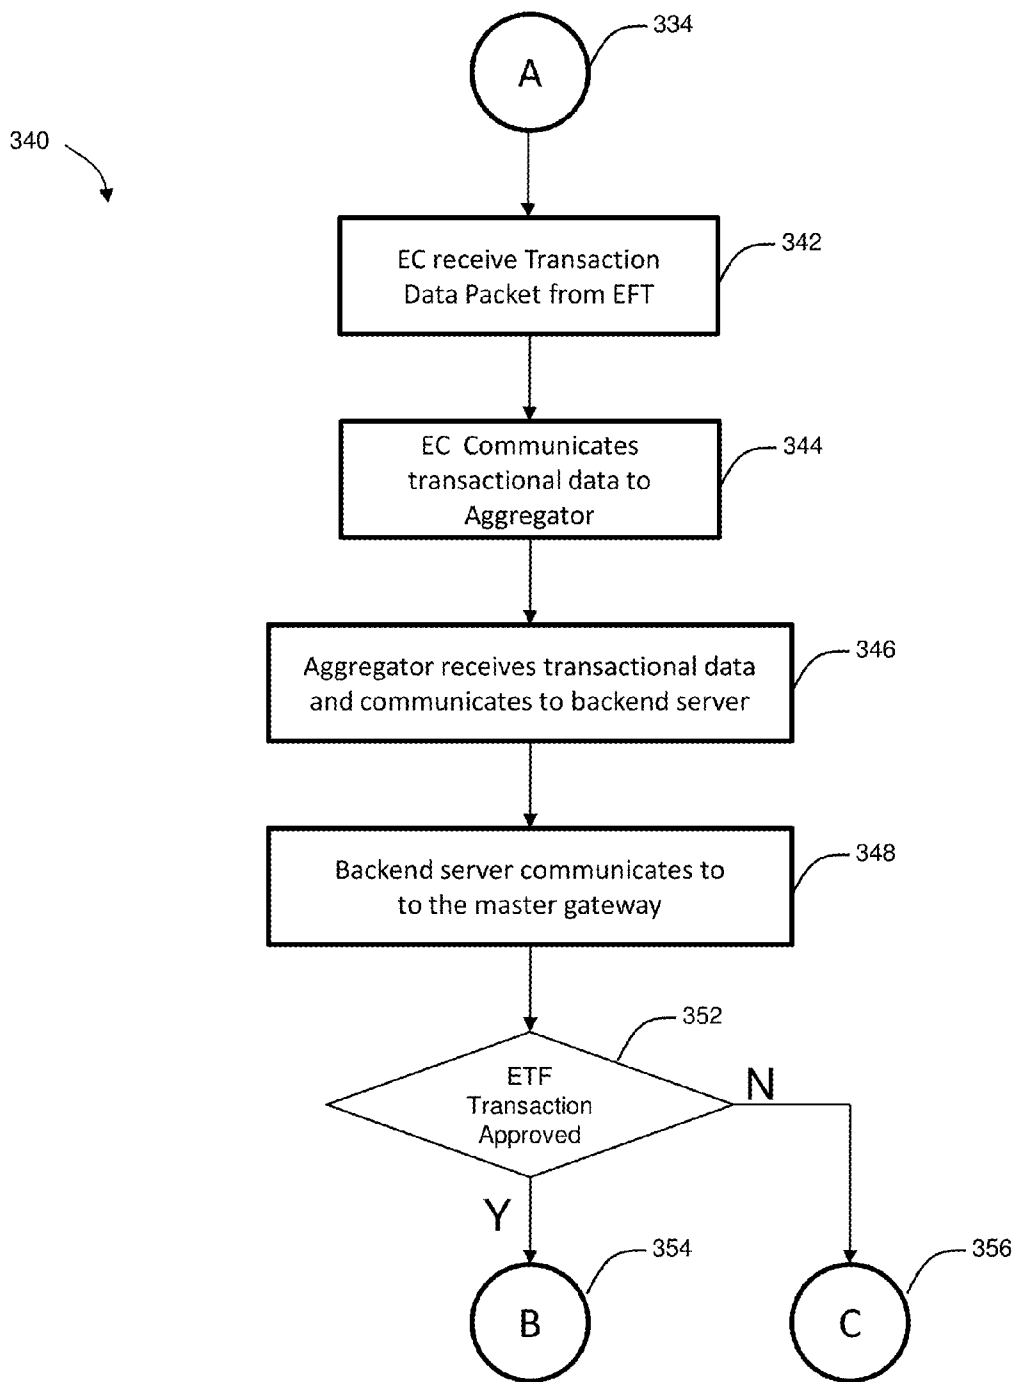 A
334
340
EC receive Transaction
Data Packet from EFT
342
EC Communicates
transactional data to
Aggregator
344
Aggregator receives transactional data
and communicates to backend server
346
Backend server communicates to
to the master gateway
348
ETF
Transaction
Approved
352
N
Y
B
354
C
356